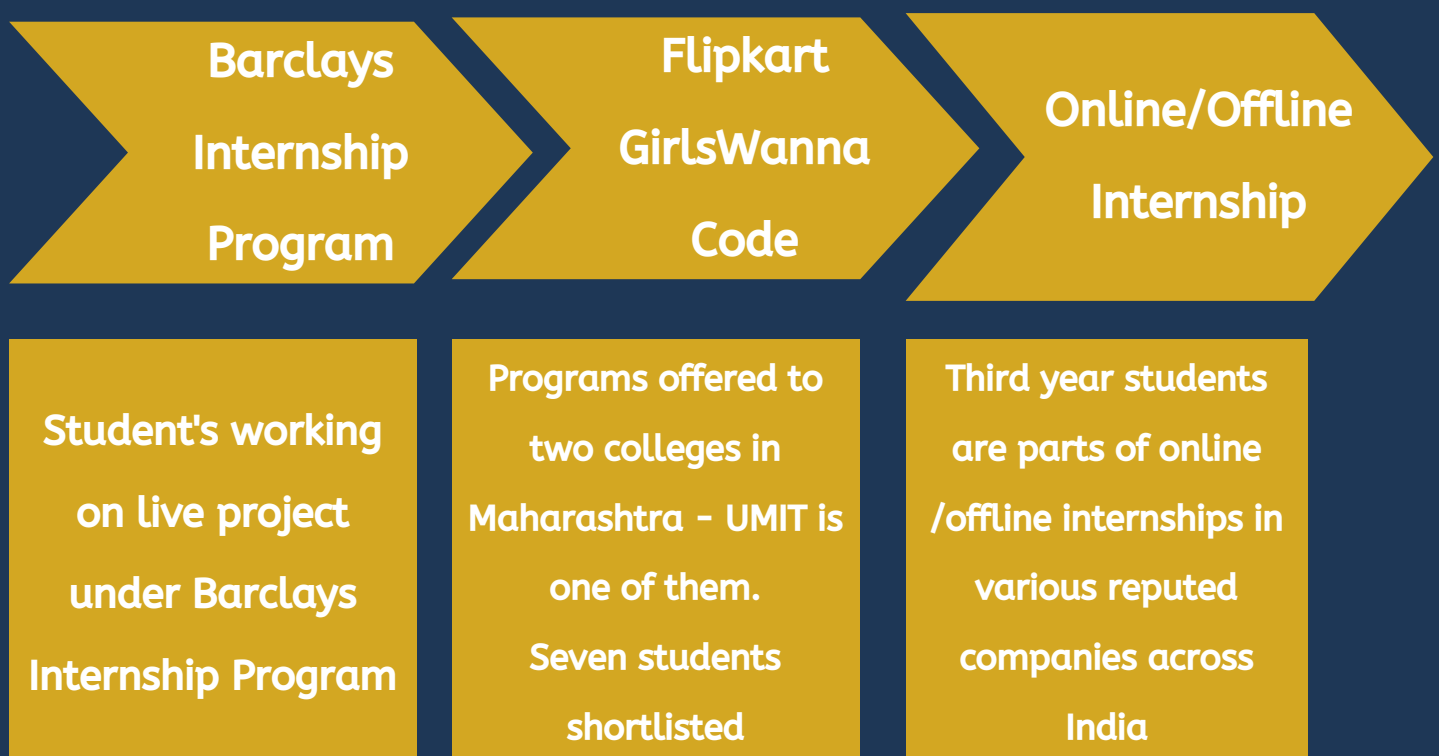 Barclays
Internship
Program
Flipkart
GirlsWanna
Code
Online/Offline
Internship
Student's working
on live project
under Barclays
Internship Program
Programs offered to
two colleges in
Maharashtra - UMIT is
one of them.
Seven students
shortlisted
Third year students
are parts of online
/offline internships in
various reputed
companies across
India